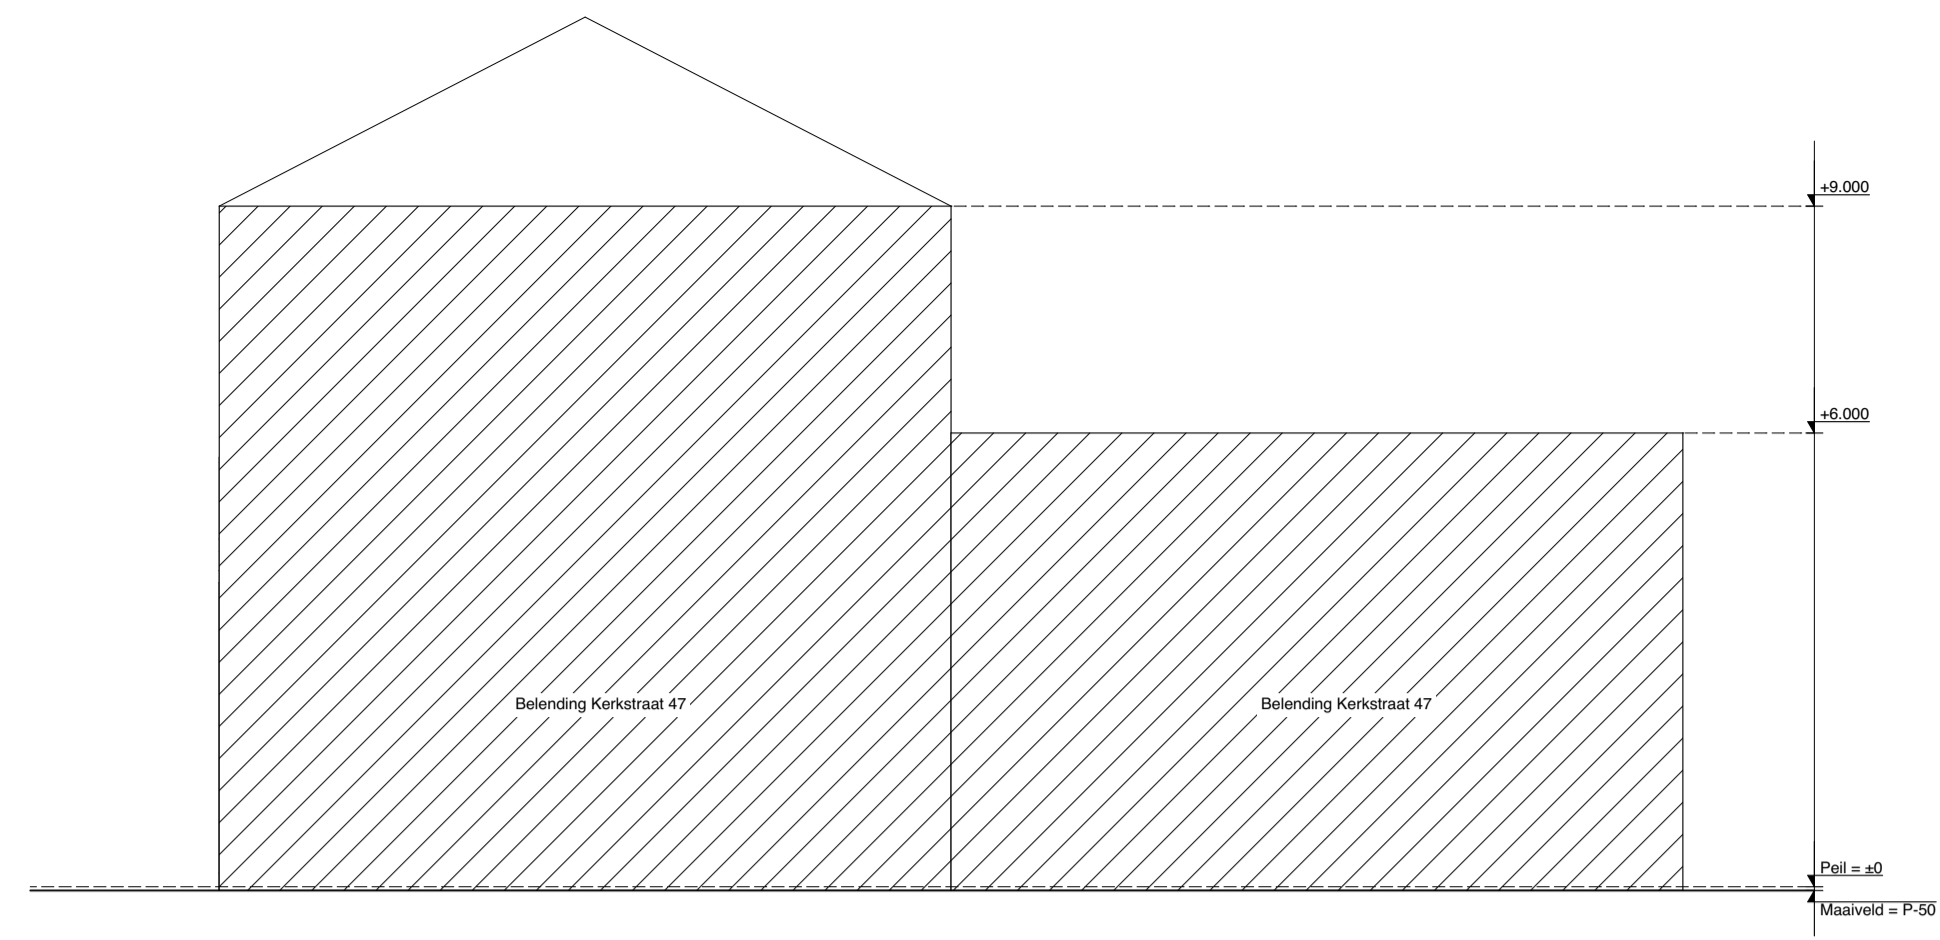 +9.000
+6.000
Belending Kerkstraat 47
Belending Kerkstraat 47
Peil = ±0
Maaiveld = P-50